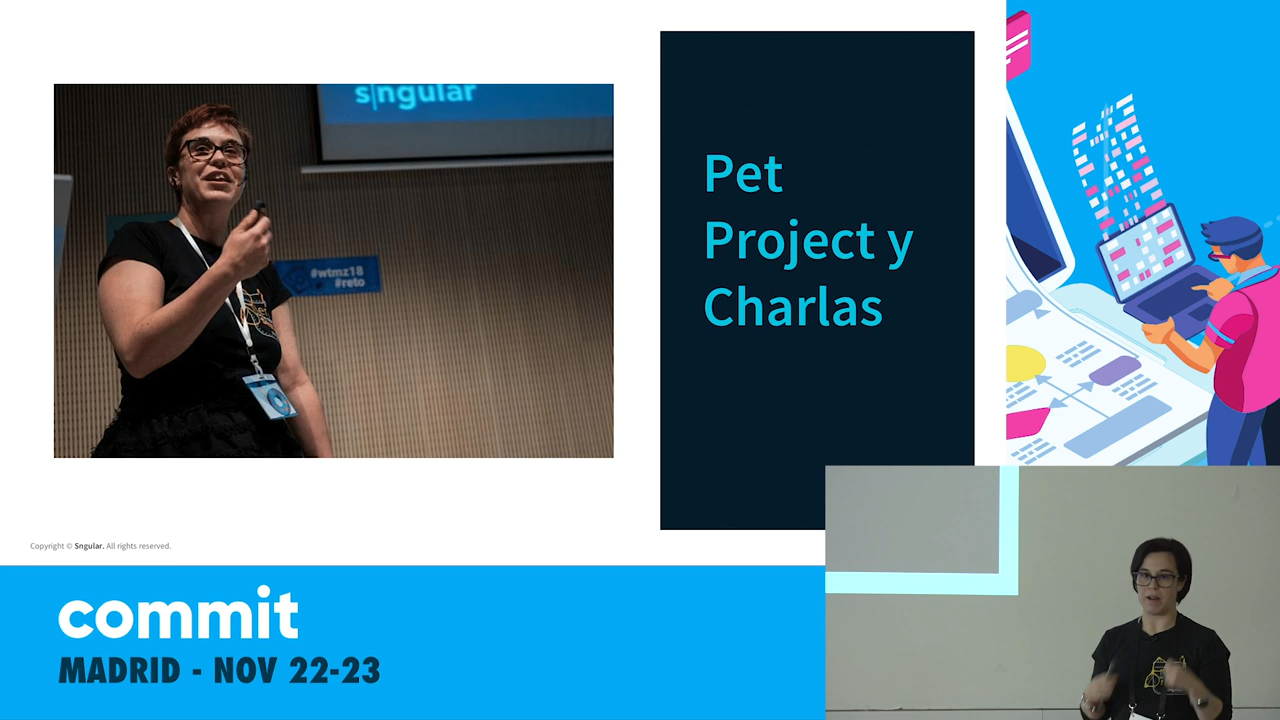 sngular
#wtmz18
#reto
Pet
Project y
Charlas
Copyright © Sngular. All rights reserved.
commit
MADRID - NOV 22-23